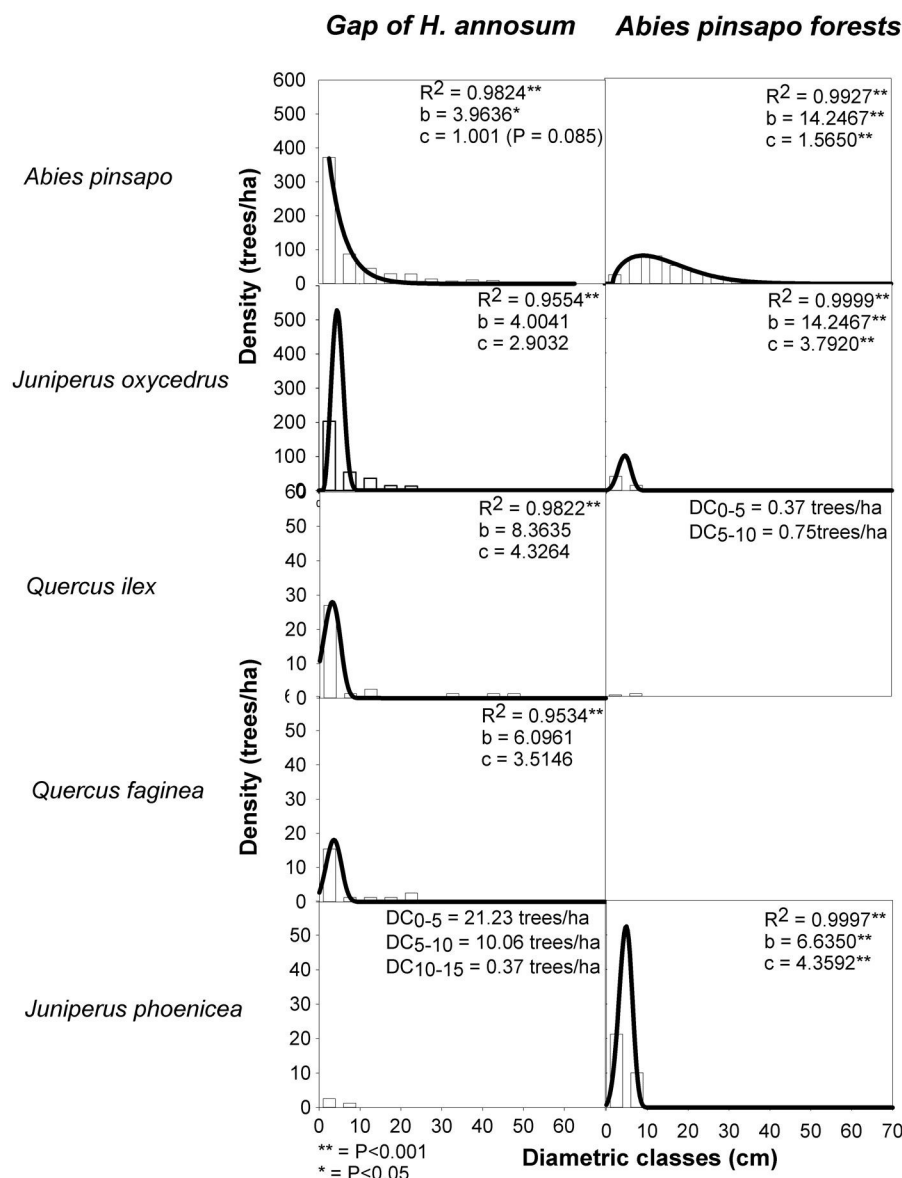 Gap of H. annosum
Abies pinsapo forests
Abies pinsapo
Juniperus oxycedrus
Quercus ilex
Quercus faginea
Juniperus phoenicea
Density (trees/ha)
Density (trees/ha)
600
500
400
300
200
100
0
R2 = 0.9824**
b = 3.9636*
c = 1.001 (P = 0.085)
R2 = 0.9927**
b = 14.2467**
c = 1.5650**
500
400
300
200
100
0
0
R2 = 0.9554**
b = 4.0041
c = 2.9032
R2 = 0.9999**
b = 14.2467**
c = 3.7920**
60
50
40
30
20
10
0
R2 = 0.9822**
b = 8.3635
c = 4.3264
DC0-5 = 0.37 trees/ha
DC5-10 = 0.75trees/ha
50
40
30
20
10
0
R2 = 0.9534**
b = 6.0961
c = 3.5146
50
40
30
20
10
0
DC0-5 = 21.23 trees/ha
DC5-10 = 10.06 trees/ha
DC10-15 = 0.37 trees/ha
R2 = 0.9997**
b = 6.6350**
c = 4.3592**
0 10 20 30 40 50 60 0 10 20 30 40 50 60 70
** = P<0.001
* = P<0.05
Diametric classes (cm)